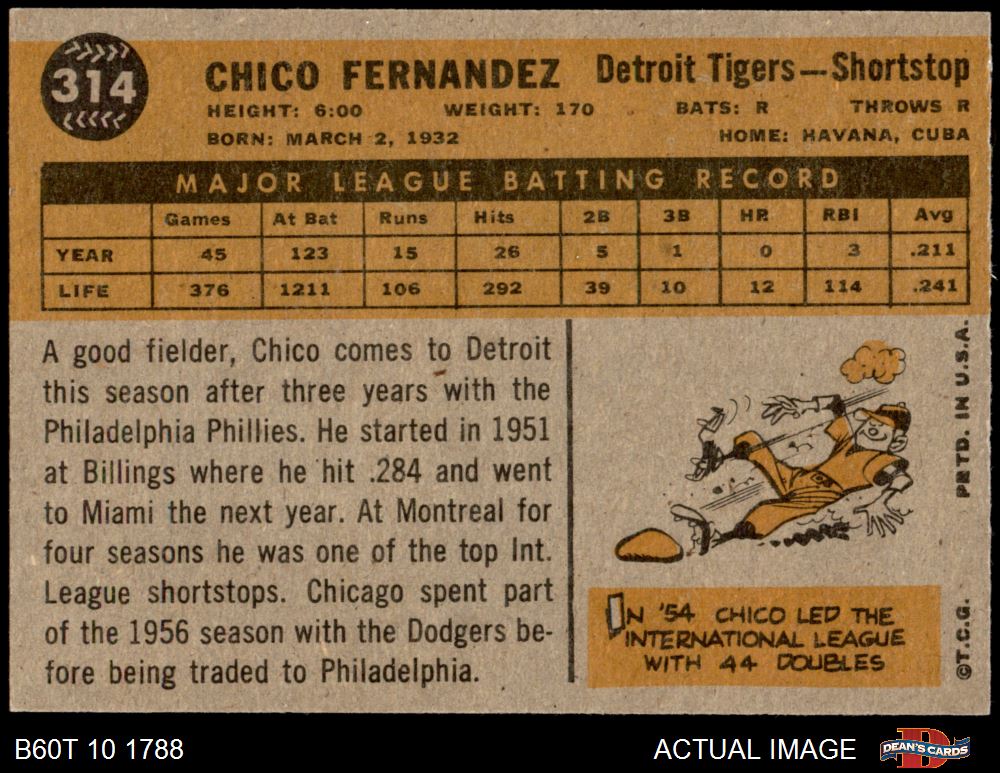 314
CHICO FERNANDEZ Detroit Tigers—Shortstop
HEIGHT: 6:00 WEIGHT: 170 BATS: R THROWS R
BORN: MARCH 2, 1932 HOME: HAVANA, CUBA
MAJOR LEAGUE BATTING RECORD
Games At Bat Runs Hits 2B 3B HR RBI Avg
YEAR 45 123 15 26 5 1 0 3 .211
LIFE 376 1211 106 292 39 10 12 114 .241
A good fielder, Chico comes to Detroit
this season after three years with the
Philadelphia Phillies. He started in 1951
at Billings where he hit .284 and went
to Miami the next year. At Montreal for
four seasons he was one of the top Int.
League shortstops. Chicago spent part
of the 1956 season with the Dodgers be-
fore being traded to Philadelphia.
IN '54 CHICO LED THE
INTERNATIONAL LEAGUE
WITH 44 DOUBLES
©T.C.G. PRTD. IN U.S.A.
B60T 10 1788 ACTUAL IMAGE DEAN'S CARDS